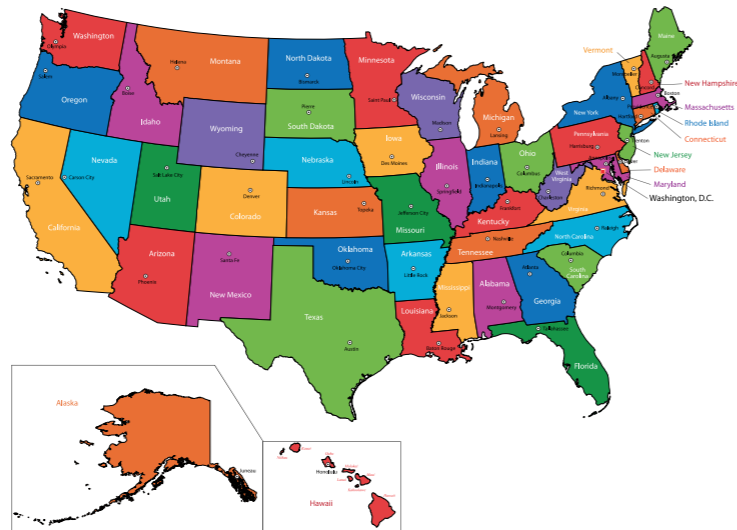 Washington
Olympia
Oregon
Salem
California
Sacramento
Nevada
Carson City
Idaho
Boise
Montana
Helena
Wyoming
Cheyenne
Utah
Salt Lake City
Colorado
Denver
Arizona
Phoenix
New Mexico
Santa Fe
North Dakota
Bismarck
Pierre
South Dakota
Nebraska
Lincoln
Kansas
Topeka
Oklahoma
Oklahoma City
Texas
Austin
Minnesota
Saint Paul
Iowa
Des Moines
Missouri
Jefferson City
Arkansas
Little Rock
Louisiana
Baton Rouge
Wisconsin
Madison
Illinois
Springfield
Michigan
Lansing
Indiana
Indianapolis
Ohio
Columbus
Kentucky
Frankfort
Tennessee
Nashville
Mississippi
Jackson
Alabama
Montgomery
Georgia
Atlanta
Florida
Tallahassee
South
Carolina
Columbia
North Carolina
Raleigh
Virginia
Richmond
West
Virginia
Charleston
Pennsylvania
Harrisburg
New York
Albany
Vermont
Montpelier
Maine
Augusta
New Hampshire
Concord
Massachusetts
Boston
Rhode Island
Connecticut
Hartford
New Jersey
Trenton
Delaware
Maryland
Washington, D.C.
Alaska
Juneau
Hawaii
Honolulu